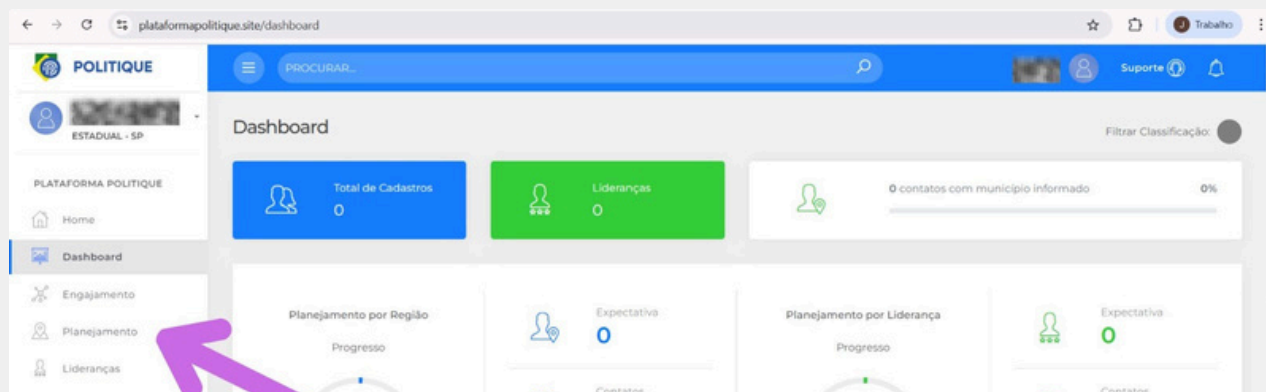 plataformapolitique.site/dashboard
J
Trabalho
POLITIQUE
PROCURAR...
Suporte
ESTADUAL - SP
Dashboard
Filtrar Classificação:
PLATAFORMA POLITIQUE
Home
Dashboard
Engajamento
Planejamento
Lideranças
Total de Cadastros
0
Lideranças
0
0 contatos com município informado
0%
Planejamento por Região
Progresso
Expectativa
0
Contatos
Planejamento por Liderança
Progresso
Expectativa
0
Contatos